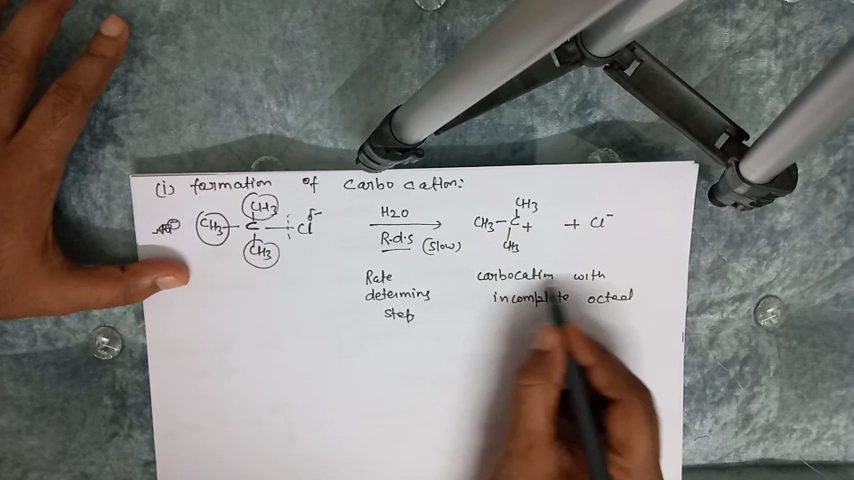 (i) formation of Carbo cation:
CH3 δ- H2O CH3
CH3 - C - Cl → CH3 - C + + Cl-
CH3 R.d.s (slow) CH3
Rate carbocation with
determing incomplete octeal
step